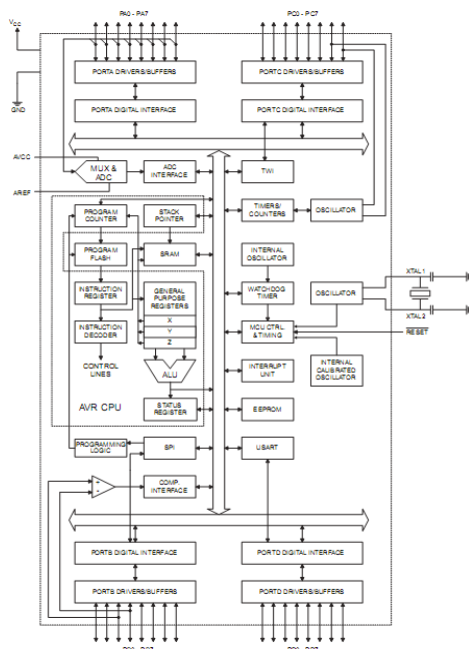 PA0 - PA7
PC0 - PC7
VCC
GND
PORTA DRIVERS/BUFFERS
PORTC DRIVERS/BUFFERS
PORTA DIGITAL INTERFACE
PORTC DIGITAL INTERFACE
AVCC
MUX &
ADC
ADC
INTERFACE
TWI
AREF
PROGRAM
COUNTER
STACK
POINTER
TIMERS/
COUNTERS
OSCILLATOR
PROGRAM
FLASH
SRAM
INTERNAL
OSCILLATOR
XTAL1
INSTRUCTION
REGISTER
GENERAL
PURPOSE
REGISTERS
WATCHDOG
TIMER
OSCILLATOR
X
Y
Z
XTAL2
INSTRUCTION
DECODER
MCU CTRL.
& TIMING
RESET
CONTROL
LINES
ALU
INTERRUPT
UNIT
INTERNAL
CALIBRATED
OSCILLATOR
AVR CPU
STATUS
REGISTER
EEPROM
PROGRAMMING
LOGIC
SPI
USART
+
-
COMP.
INTERFACE
PORTB DIGITAL INTERFACE
PORTD DIGITAL INTERFACE
PORTB DRIVERS/BUFFERS
PORTD DRIVERS/BUFFERS